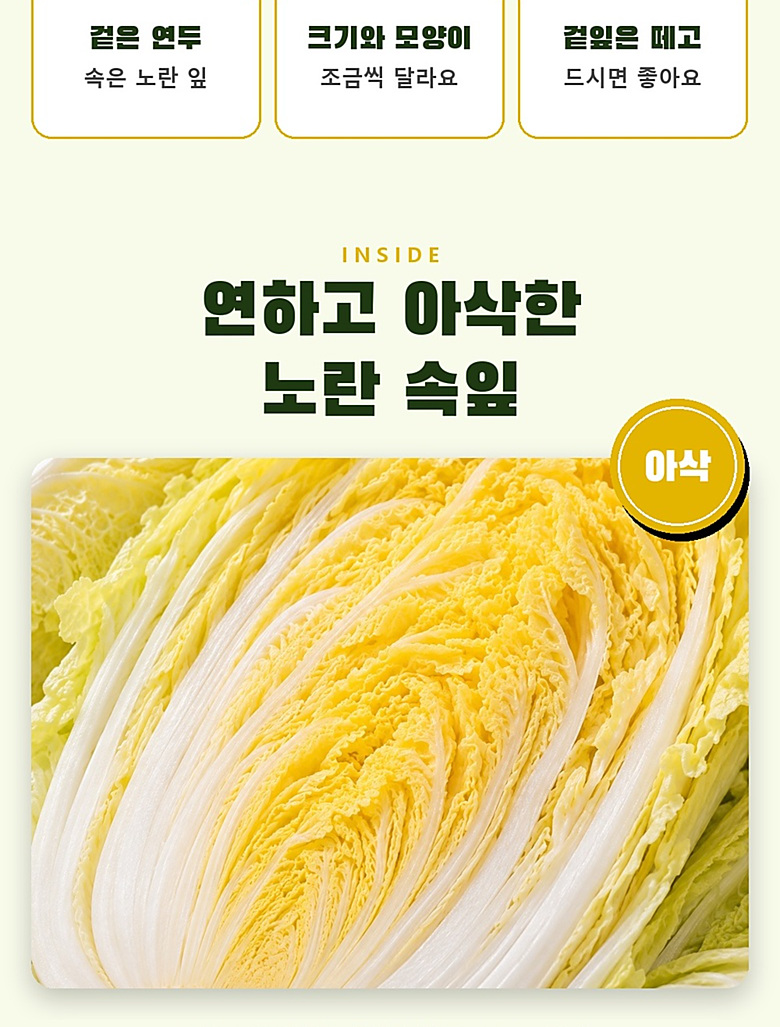 겉은 연두
속은 노란 잎
크기와 모양이
조금씩 달라요
겉잎은 떼고
드시면 좋아요
INSIDE
연하고 아삭한
노란 속잎
아삭